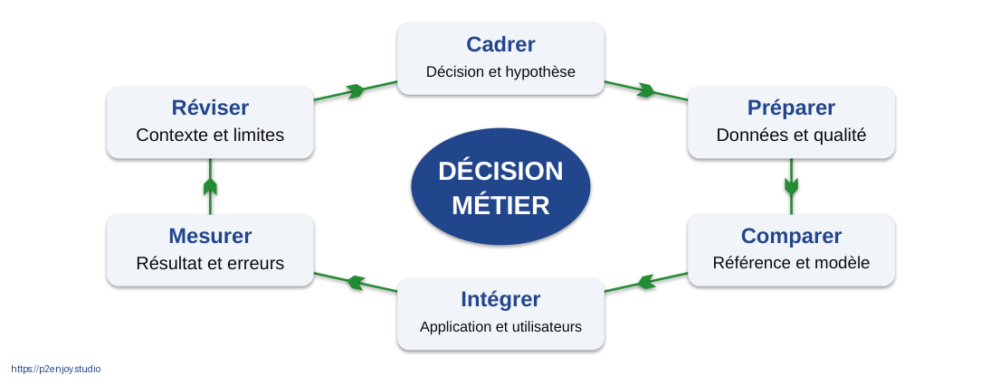 Cadrer
Décision et hypothèse
Réviser
Contexte et limites
Préparer
Données et qualité
DÉCISION
MÉTIER
Mesurer
Résultat et erreurs
Comparer
Référence et modèle
Intégrer
Application et utilisateurs
https://p2enjoy.studio